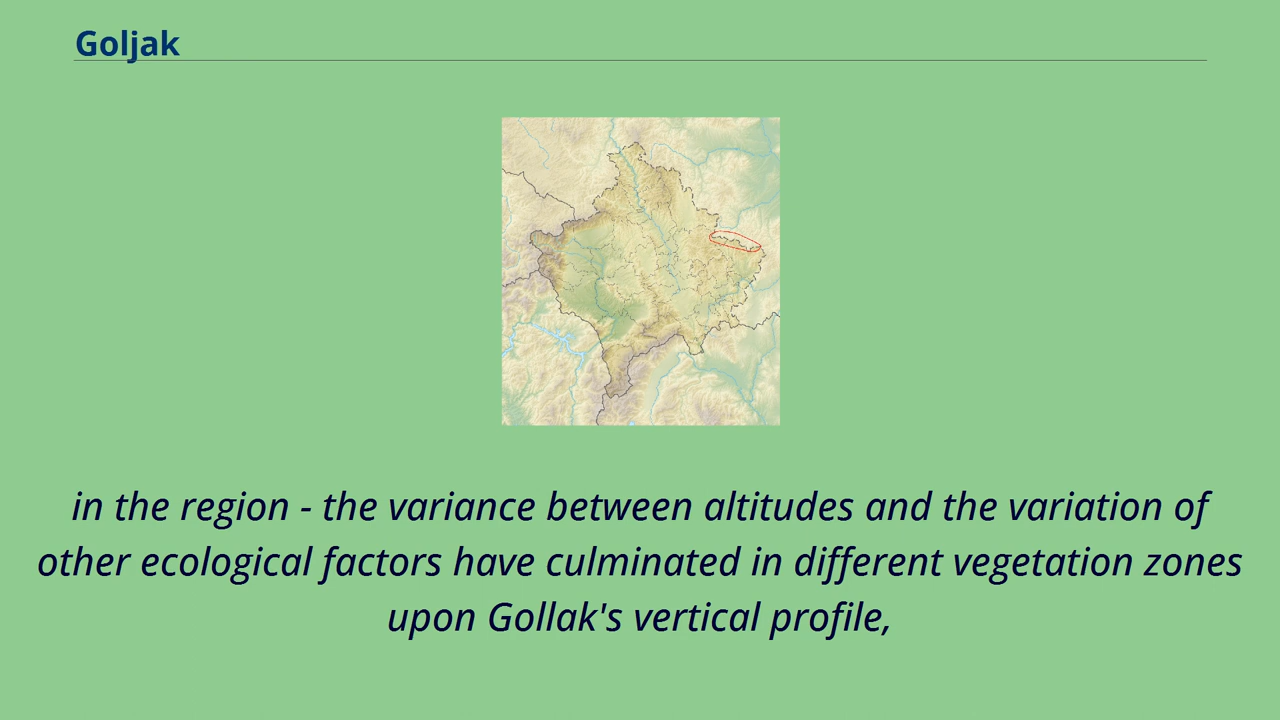 Goljak
in the region - the variance between altitudes and the variation of
other ecological factors have culminated in different vegetation zones
upon Gollak's vertical profile,